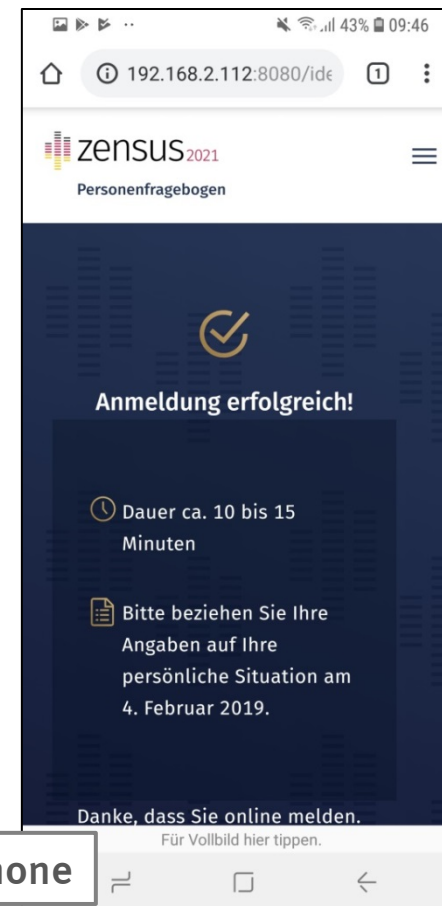 43% 09:46
192.168.2.112:8080/ide
1
zensus 2021
Personenfragebogen
Anmeldung erfolgreich!
Dauer ca. 10 bis 15
Minuten
Bitte beziehen Sie Ihre
Angaben auf Ihre
persönliche Situation am
4. Februar 2019.
Danke, dass Sie online melden.
Für Vollbild hier tippen.
hone